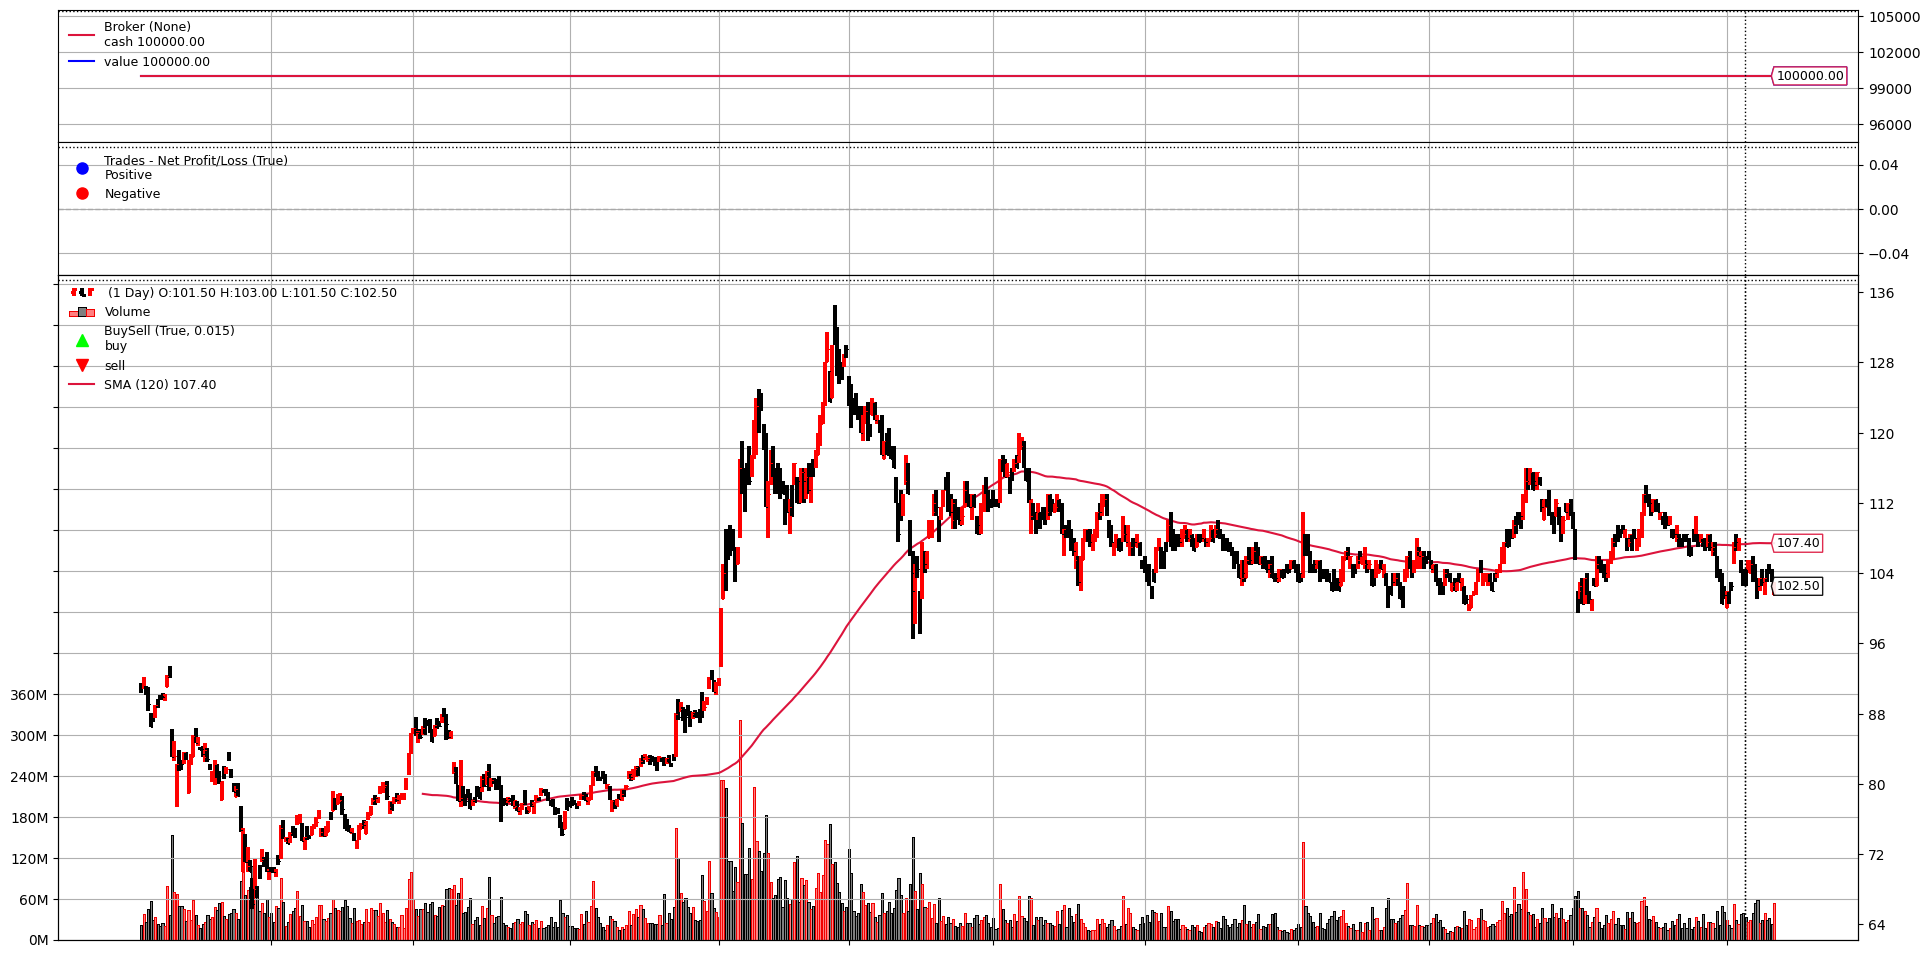 Broker (None)
cash 100000.00
value 100000.00
105000
102000
100000.00
99000
96000
Trades - Net Profit/Loss (True)
Positive
Negative
0.04
0.00
−0.04
(1 Day) O:101.50 H:103.00 L:101.50 C:102.50
Volume
BuySell (True, 0.015)
buy
sell
SMA (120) 107.40
136
128
120
112
107.40
104
102.50
96
88
80
72
64
360M
300M
240M
180M
120M
60M
0M